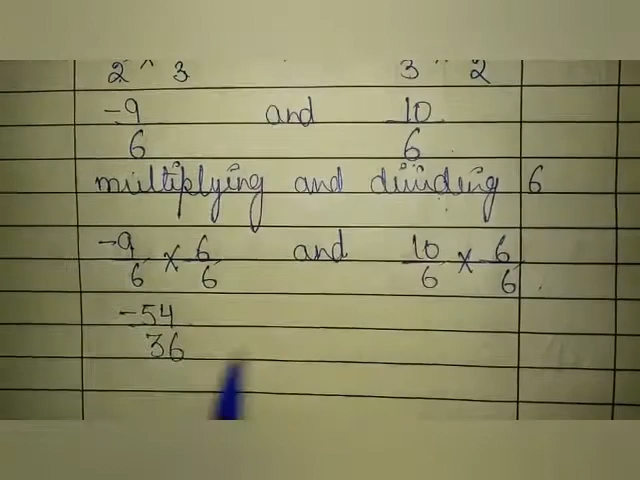 2 × 3 3 × 2
-9/6 and 10/6
multiplying and dividing 6
-9/6 × 6/6 and 10/6 × 6/6
-54/36